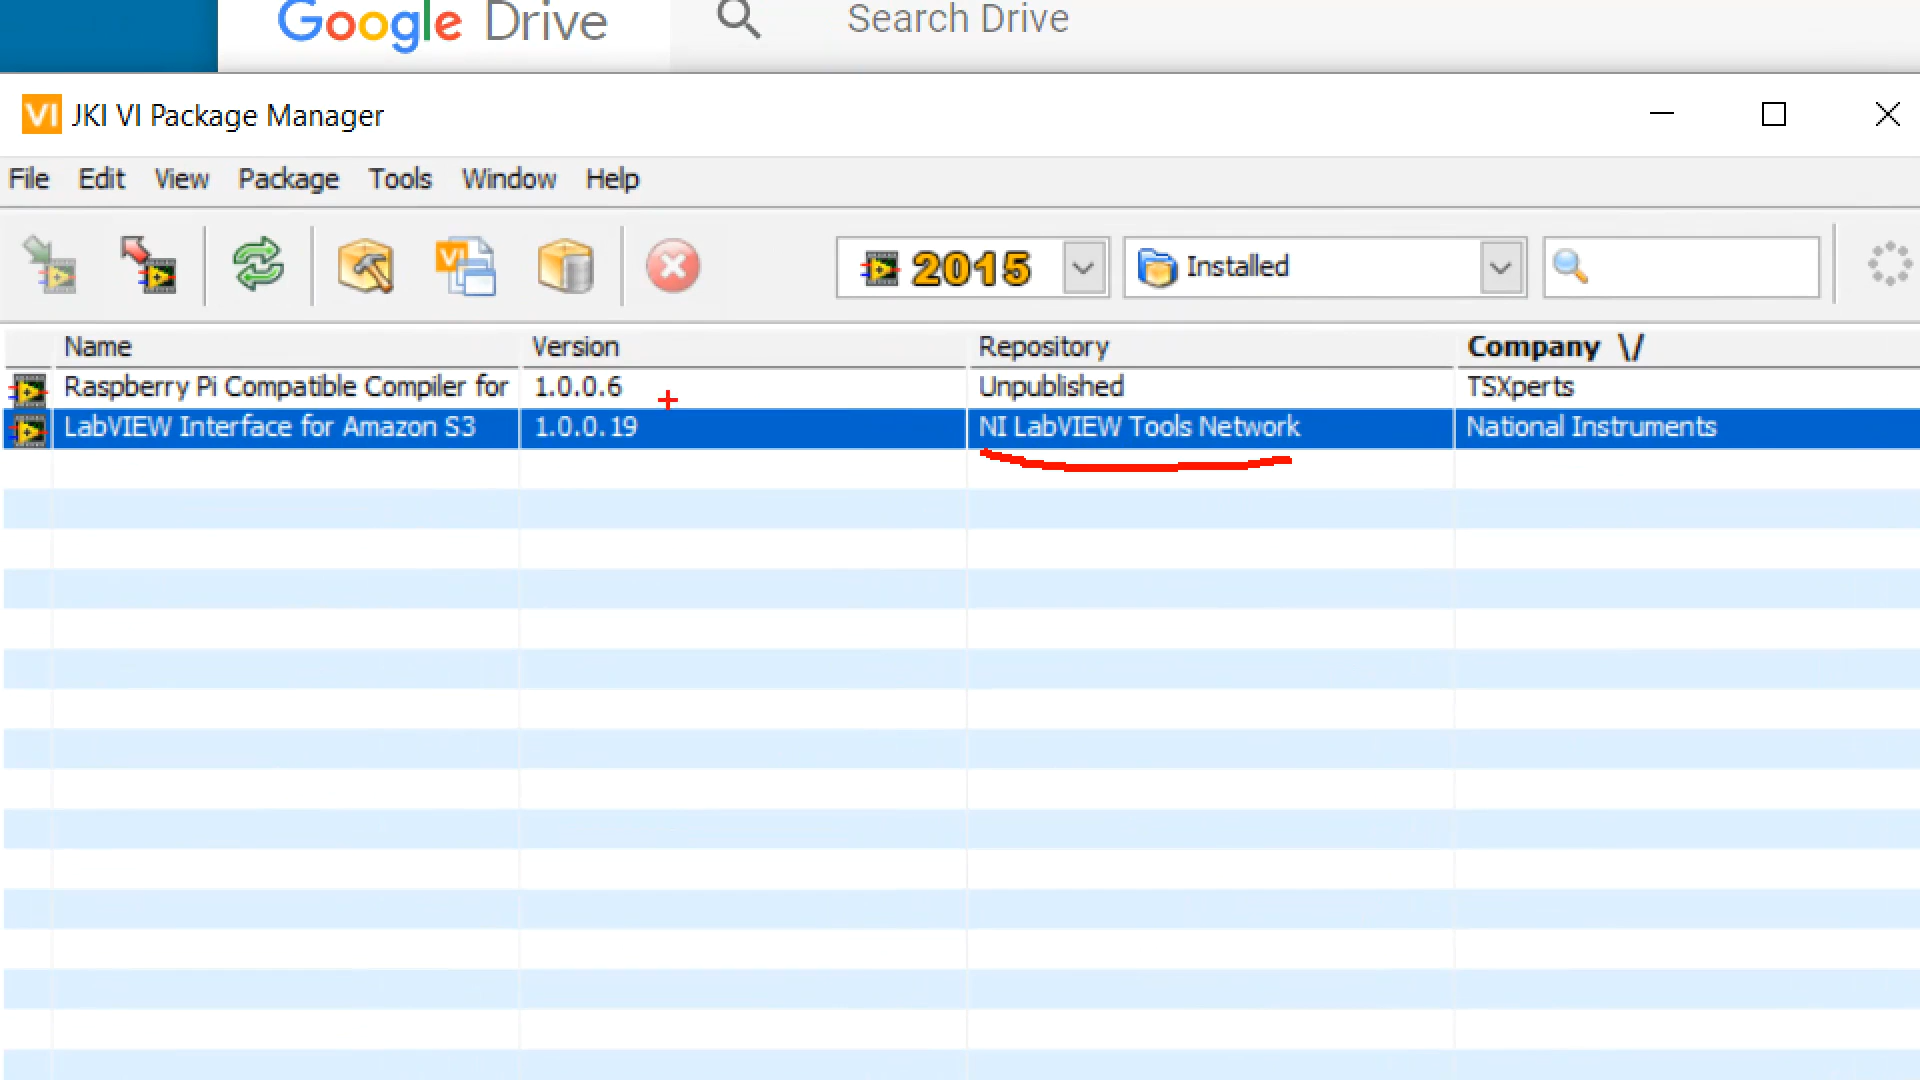 Google Drive Search Drive
VI JKI VI Package Manager
File Edit View Package Tools Window Help
VI 2015 Installed
Name Version Repository Company \/
Raspberry Pi Compatible Compiler for 1.0.0.6 Unpublished TSXperts
LabVIEW Interface for Amazon S3 1.0.0.19 NI LabVIEW Tools Network National Instruments